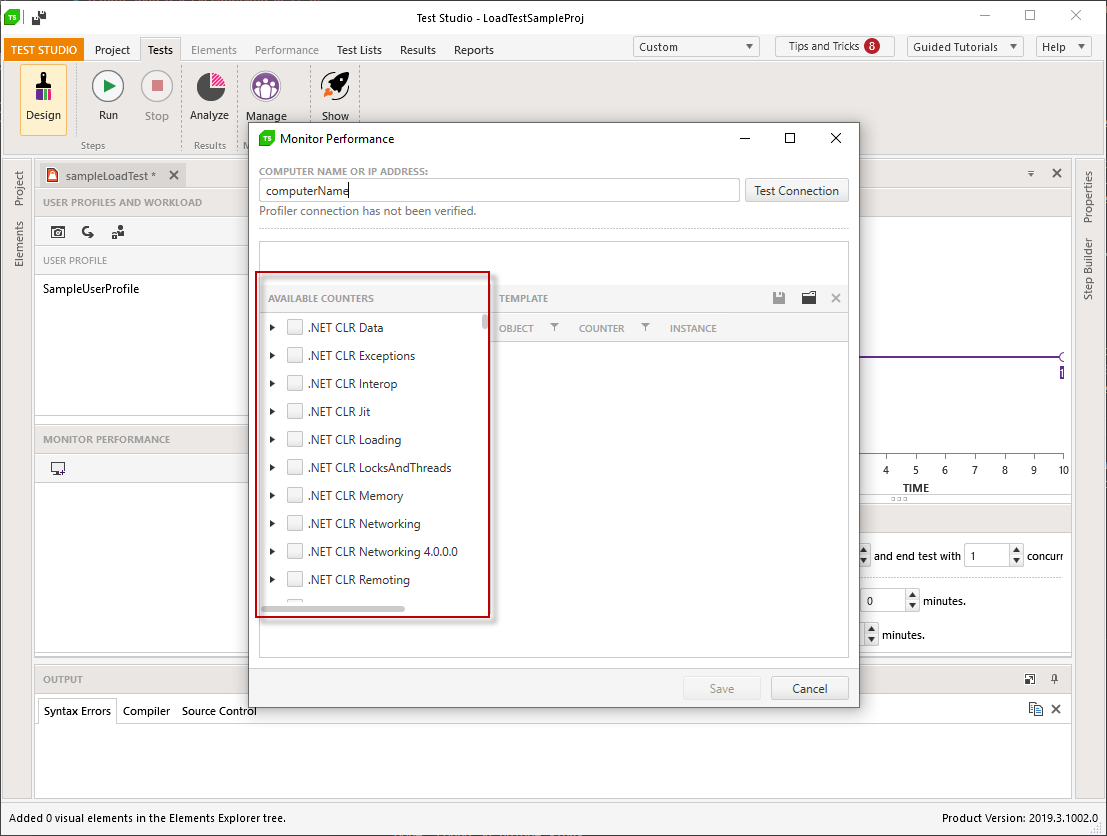 Test Studio - LoadTestSampleProj
TEST STUDIO Project Tests Elements Performance Test Lists Results Reports Custom Tips and Tricks 8 Guided Tutorials Help
Design Run Stop Analyze Manage Show
Steps Results
Monitor Performance
COMPUTER NAME OR IP ADDRESS:
computerName Test Connection
Profiler connection has not been verified.
AVAILABLE COUNTERS TEMPLATE
OBJECT COUNTER INSTANCE
.NET CLR Data
.NET CLR Exceptions
.NET CLR Interop
.NET CLR Jit
.NET CLR Loading
.NET CLR LocksAndThreads
.NET CLR Memory
.NET CLR Networking
.NET CLR Networking 4.0.0.0
.NET CLR Remoting
Save Cancel
Project
Elements
sampleLoadTest *
USER PROFILES AND WORKLOAD
USER PROFILE
SampleUserProfile
MONITOR PERFORMANCE
Properties
Step Builder
4 5 6 7 8 9 10
TIME
and end test with 1 concurr
0 minutes.
minutes.
OUTPUT
Syntax Errors Compiler Source Control
Added 0 visual elements in the Elements Explorer tree. Product Version: 2019.3.1002.0